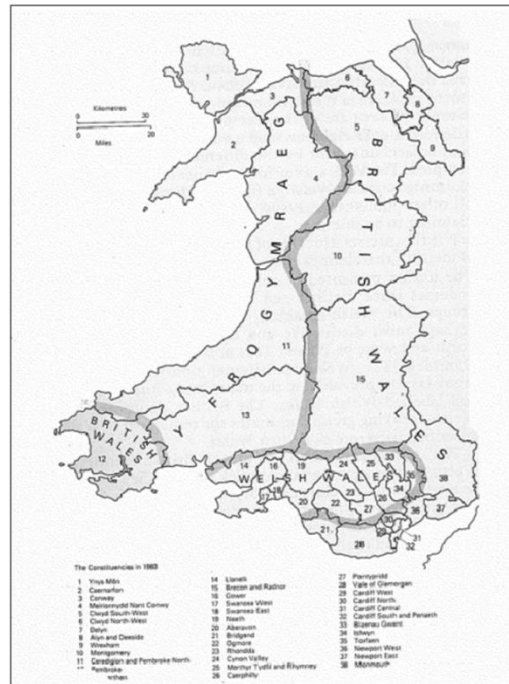 Kilometres
0 30
0 20
Miles
Y FRO GYMRAEG
BRITISH WALES
WELSH WALES
BRITISH
WALES
1
2
3
4
5
6
7
8
9
10
11
12
13
14
15
16
18
19
20
21
22
23
24
25
26
27
28
30
31
32
33
34
35
36
37
38
The Constituencies in 1983
1 Ynys Môn
2 Caernarfon
3 Conway
4 Meirionnydd Nant Conwy
5 Clwyd South-West
6 Clwyd North-West
7 Delyn
8 Alyn and Deeside
9 Wrexham
10 Montgomery
11 Ceredigion and Pembroke North
Pembroke
14 Llanelli
15 Brecon and Radnor
16 Gower
17 Swansea West
18 Swansea East
19 Neath
20 Aberavon
21 Bridgend
22 Ogmore
23 Rhondda
24 Cynon Valley
25 Merthyr Tydfil and Rhymney
26 Caerphilly
27 Pontypridd
28 Vale of Glamorgan
29 Cardiff West
30 Cardiff North
31 Cardiff Central
32 Cardiff South and Penarth
33 Blaenau Gwent
34 Islwyn
35 Torfaen
36 Newport West
37 Newport East
38 Monmouth